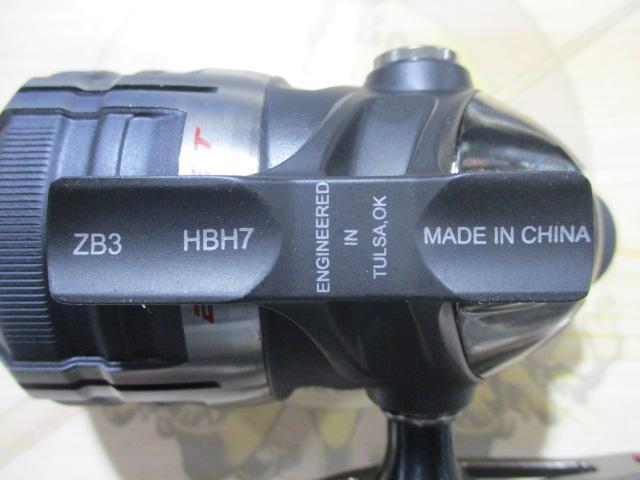 ZB3
HBH7
ENGINEERED
IN
TULSA,OK
MADE IN CHINA